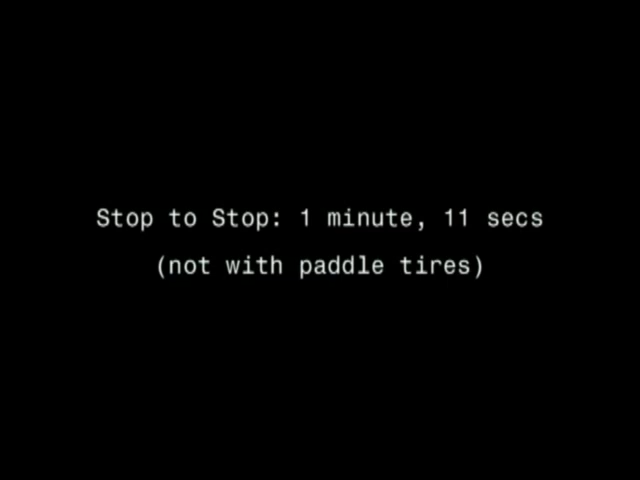 Stop to Stop: 1 minute, 11 secs
(not with paddle tires)